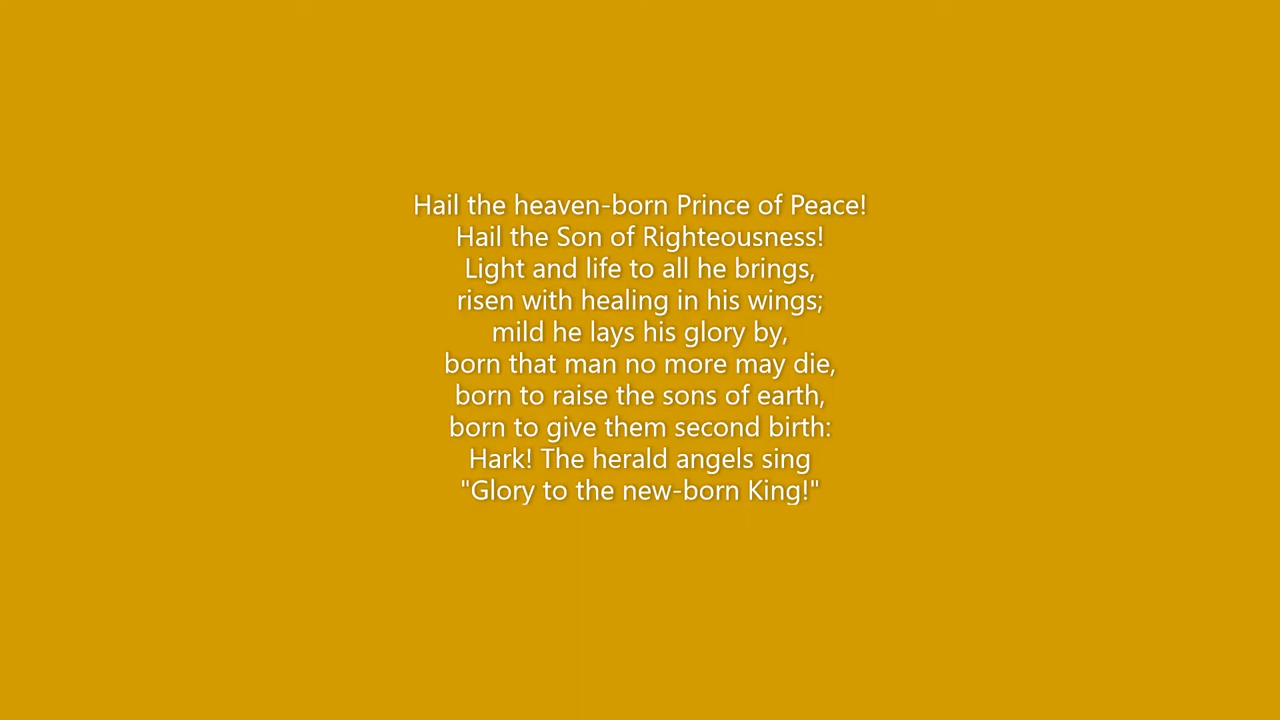 Hail the heaven-born Prince of Peace!
Hail the Son of Righteousness!
Light and life to all he brings,
risen with healing in his wings;
mild he lays his glory by,
born that man no more may die,
born to raise the sons of earth,
born to give them second birth:
Hark! The herald angels sing
"Glory to the new-born King!"